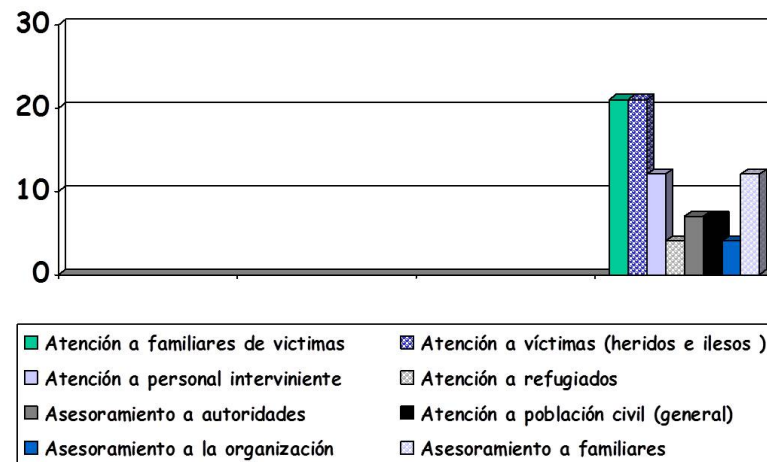 30
20
10
0
Atención a familiares de victimas
Atención a víctimas (heridos e ilesos )
Atención a personal interviniente
Atención a refugiados
Asesoramiento a autoridades
Atención a población civil (general)
Asesoramiento a la organización
Asesoramiento a familiares